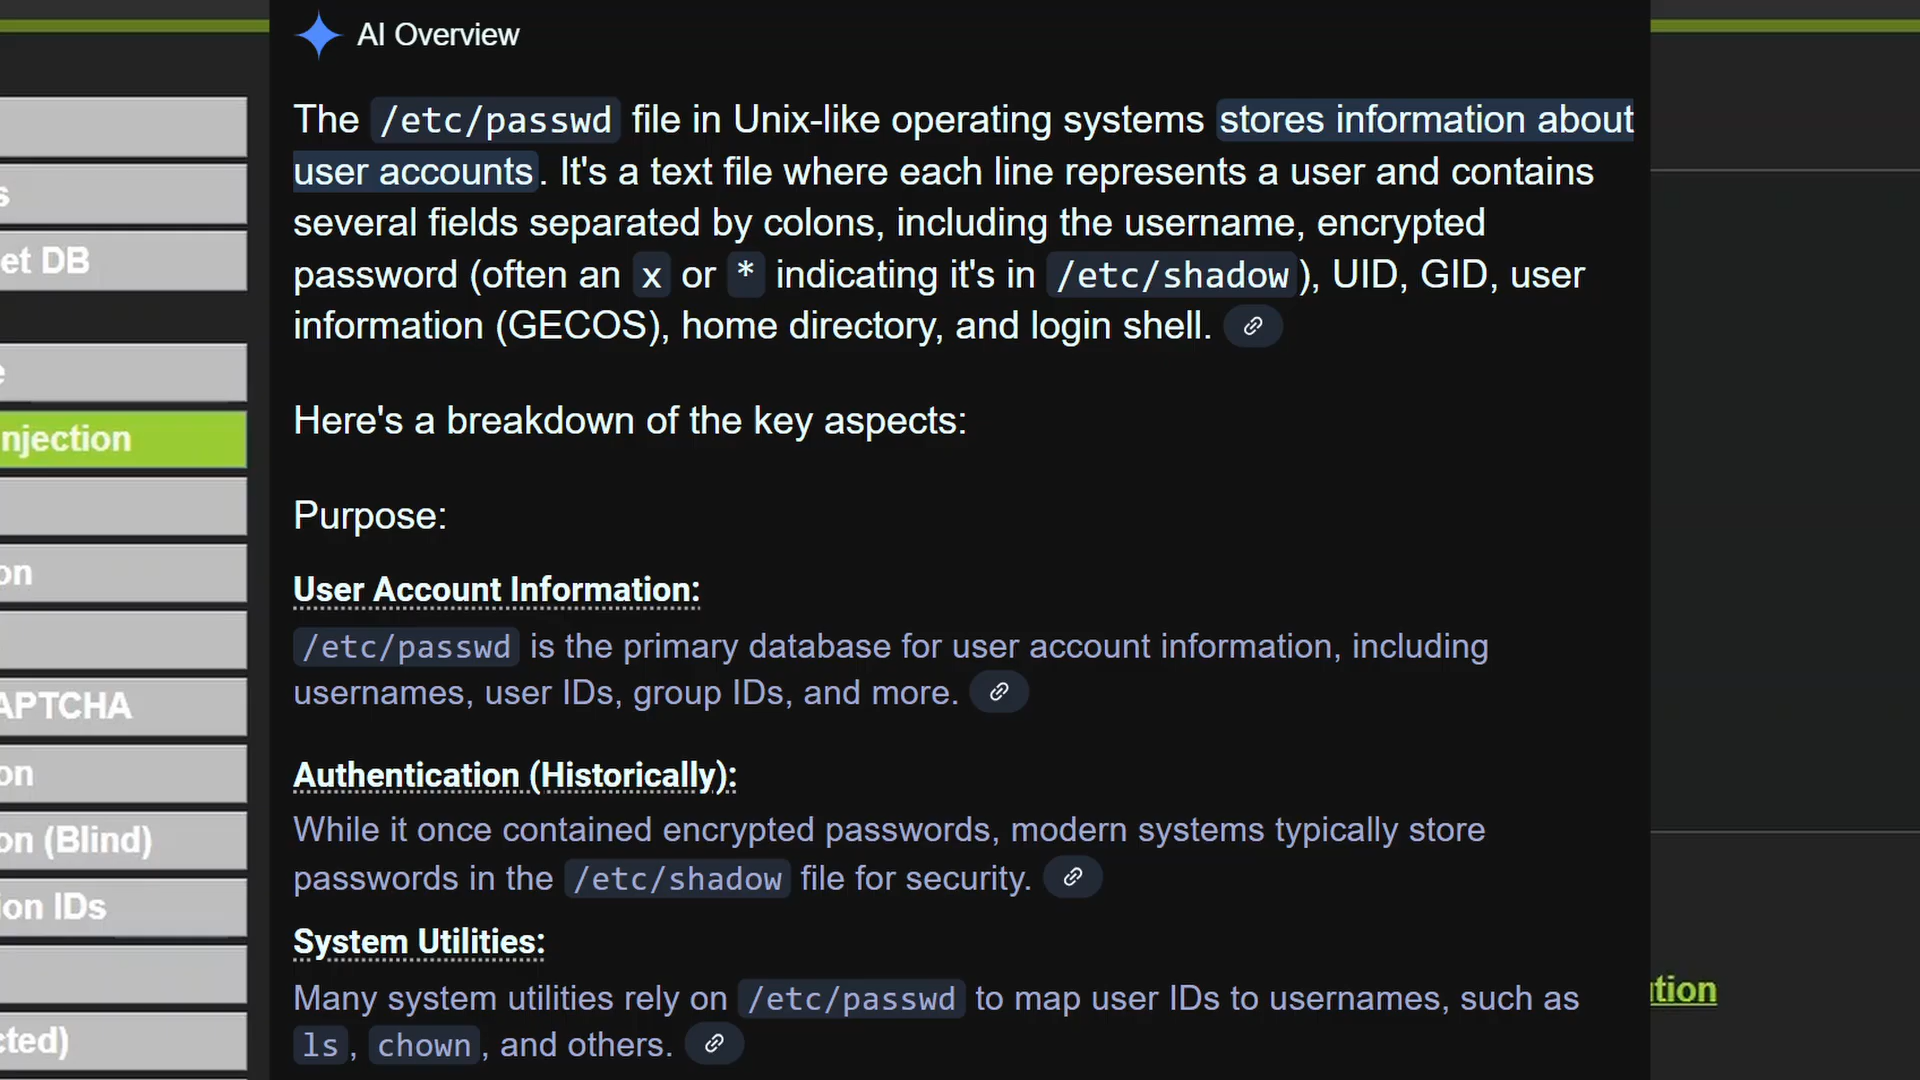 AI Overview
The /etc/passwd file in Unix-like operating systems stores information about
user accounts. It's a text file where each line represents a user and contains
several fields separated by colons, including the username, encrypted
password (often an x or * indicating it's in /etc/shadow), UID, GID, user
information (GECOS), home directory, and login shell.
Here's a breakdown of the key aspects:
Purpose:
User Account Information:
/etc/passwd is the primary database for user account information, including
usernames, user IDs, group IDs, and more.
Authentication (Historically):
While it once contained encrypted passwords, modern systems typically store
passwords in the /etc/shadow file for security.
System Utilities:
Many system utilities rely on /etc/passwd to map user IDs to usernames, such as
ls, chown, and others.
s
et DB
e
njection
on
APTCHA
on
on (Blind)
ion IDs
cted)
tion